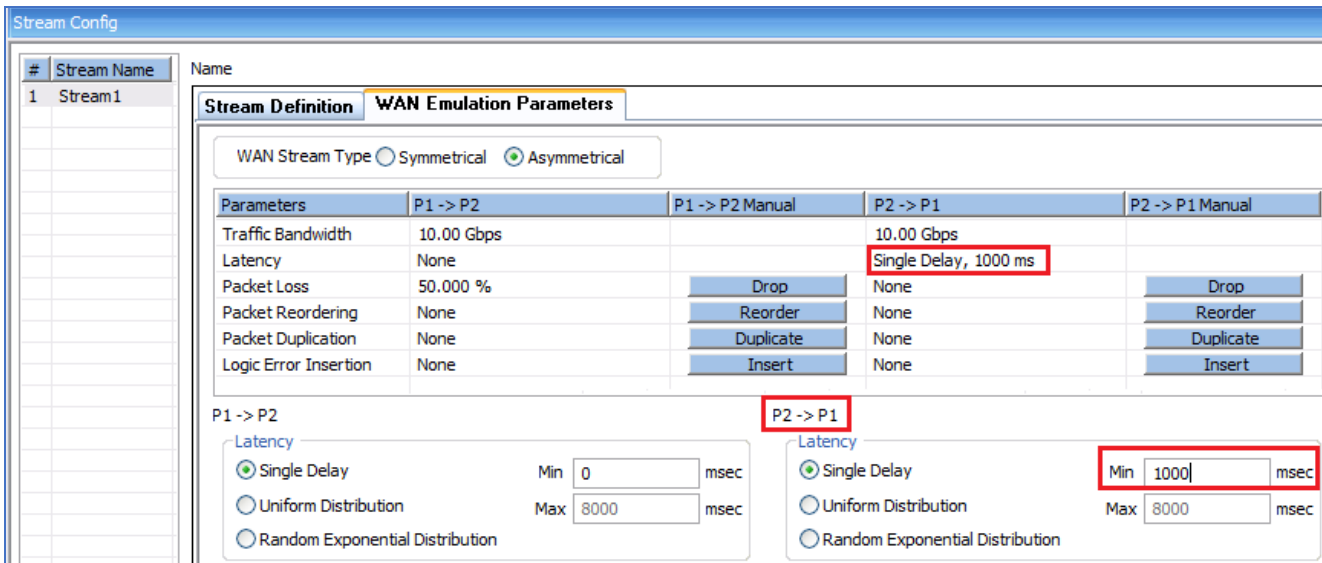 Stream Config
# Stream Name
1 Stream1
Name
Stream Definition WAN Emulation Parameters
WAN Stream Type Symmetrical Asymmetrical
Parameters P1 -> P2 P1 -> P2 Manual P2 -> P1 P2 -> P1 Manual
Traffic Bandwidth 10.00 Gbps 10.00 Gbps
Latency None Single Delay, 1000 ms
Packet Loss 50.000 % Drop None Drop
Packet Reordering None Reorder None Reorder
Packet Duplication None Duplicate None Duplicate
Logic Error Insertion None Insert None Insert
P1 -> P2 P2 -> P1
Latency Latency
Single Delay Min 0 msec Single Delay Min 1000 msec
Uniform Distribution Max 8000 msec Uniform Distribution Max 8000 msec
Random Exponential Distribution Random Exponential Distribution